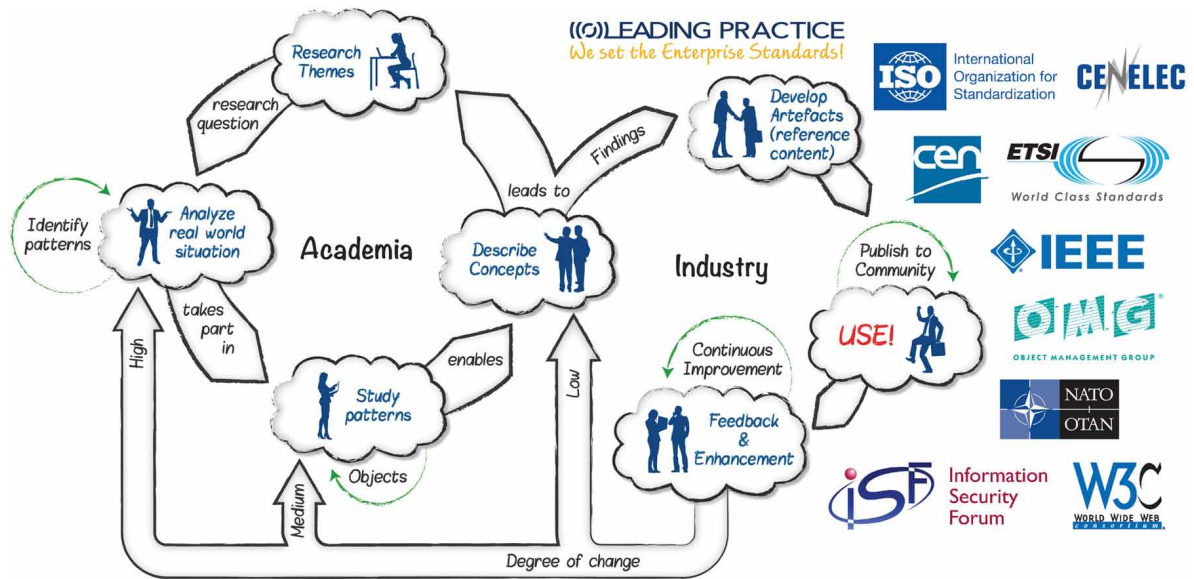 ((O)LEADING PRACTICE
We set the Enterprise Standards!
Research
Themes
research
question
Identify
patterns
Analyze
real world
situation
takes
part
in
Academia
Study
patterns
Objects
enables
Describe
Concepts
leads to
Findings
Industry
Develop
Artefacts
(reference
content)
Publish to
Community
USE!
Continuous
Improvement
Feedback
&
Enhancement
High
Medium
Low
Degree of change
ISO
International
Organization for
Standardization
CENELEC
cen
ETSI
World Class Standards
IEEE
OMG
OBJECT MANAGEMENT GROUP
NATO
OTAN
iSF
Information
Security
Forum
W3C
WORLD WIDE WEB
consortium